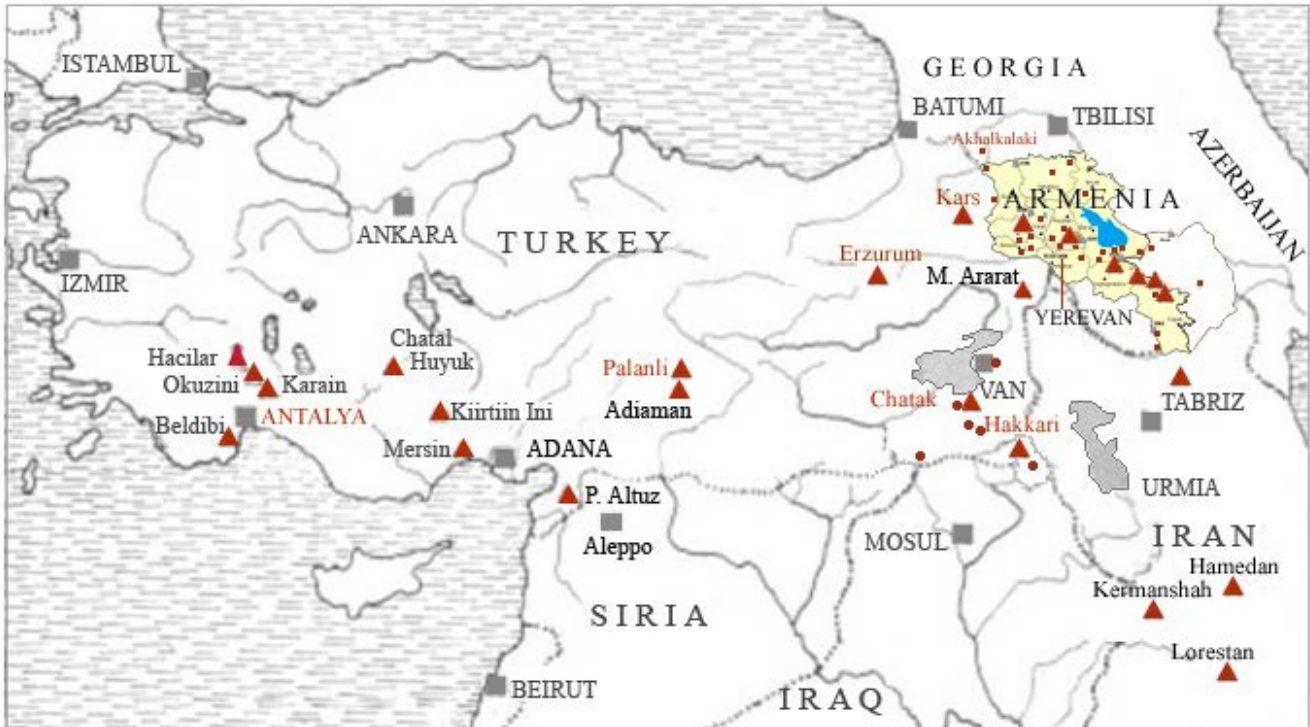 GEORGIA
ISTAMBUL
BATUMI
TBILISI
AZERBAIJAN
Akhalkalaki
ARMENIA
Kars
ANKARA
TURKEY
Erzurum
M. Ararat
IZMIR
YEREVAN
Chatal
Huyuk
Hacilar
Okuzini
Karain
Palanli
VAN
Adiaman
Chatak
TABRIZ
Beldibi
ANTALYA
Kiirtiin Ini
Hakkari
Mersin
ADANA
URMIA
P. Altuz
Aleppo
MOSUL
IRAN
Hamedan
Kermanshah
SIRIA
Lorestan
BEIRUT
IRAQ